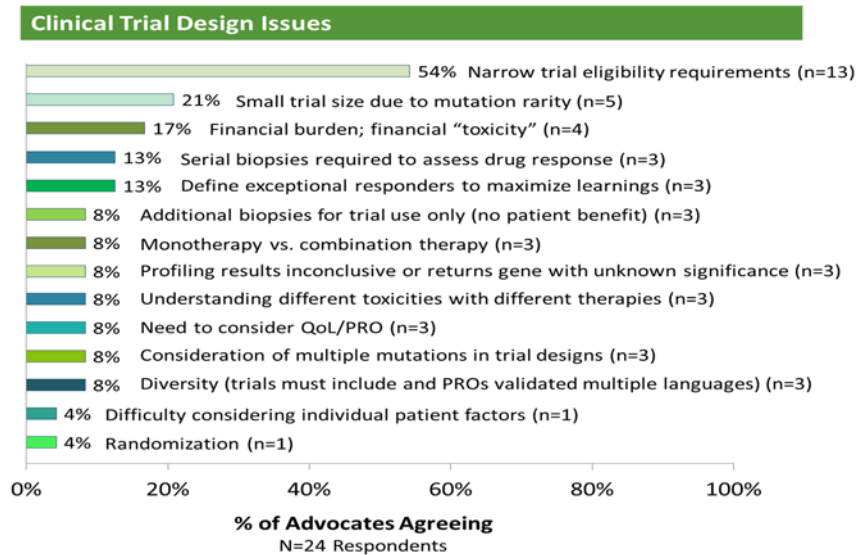 Clinical Trial Design Issues
54% Narrow trial eligibility requirements (n=13)
21% Small trial size due to mutation rarity (n=5)
17% Financial burden; financial “toxicity” (n=4)
13% Serial biopsies required to assess drug response (n=3)
13% Define exceptional responders to maximize learnings (n=3)
8% Additional biopsies for trial use only (no patient benefit) (n=3)
8% Monotherapy vs. combination therapy (n=3)
8% Profiling results inconclusive or returns gene with unknown significance (n=3)
8% Understanding different toxicities with different therapies (n=3)
8% Need to consider QoL/PRO (n=3)
8% Consideration of multiple mutations in trial designs (n=3)
8% Diversity (trials must include and PROs validated multiple languages) (n=3)
4% Difficulty considering individual patient factors (n=1)
4% Randomization (n=1)
0% 20% 40% 60% 80% 100%
% of Advocates Agreeing
N=24 Respondents